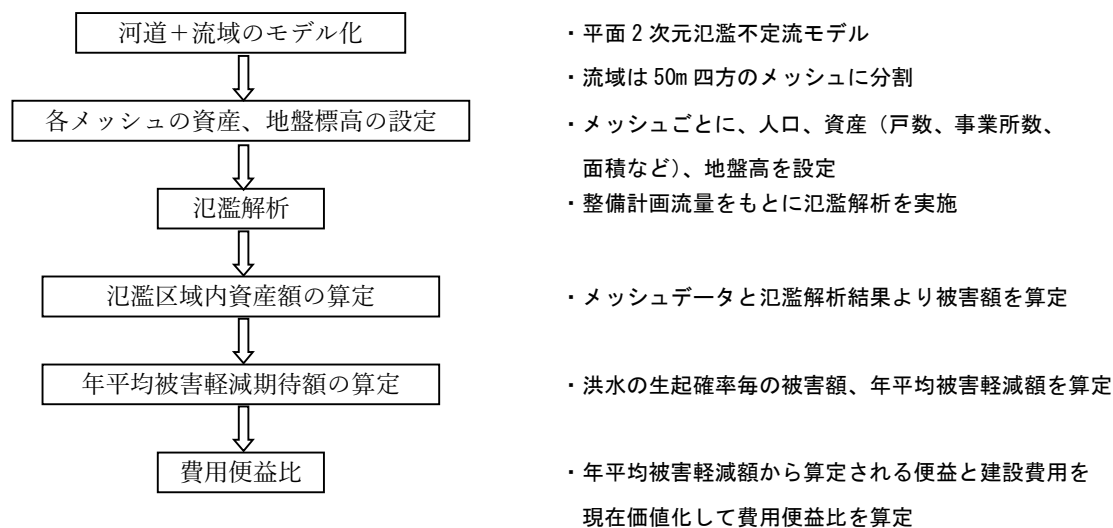 河道＋流域のモデル化
・平面2次元氾濫不定流モデル
・流域は50m四方のメッシュに分割
各メッシュの資産、地盤標高の設定
・メッシュごとに、人口、資産（戸数、事業所数、
面積など）、地盤高を設定
氾濫解析
・整備計画流量をもとに氾濫解析を実施
氾濫区域内資産額の算定
・メッシュデータと氾濫解析結果より被害額を算定
年平均被害軽減期待額の算定
・洪水の生起確率毎の被害額、年平均被害軽減額を算定
費用便益比
・年平均被害軽減額から算定される便益と建設費用を
現在価値化して費用便益比を算定